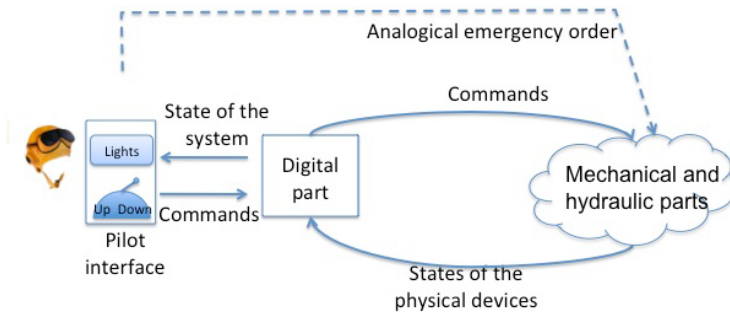 Analogical emergency order
State of the
system
Commands
Lights
Digital
part
Mechanical and
hydraulic parts
Up Down
Commands
Pilot
interface
States of the
physical devices